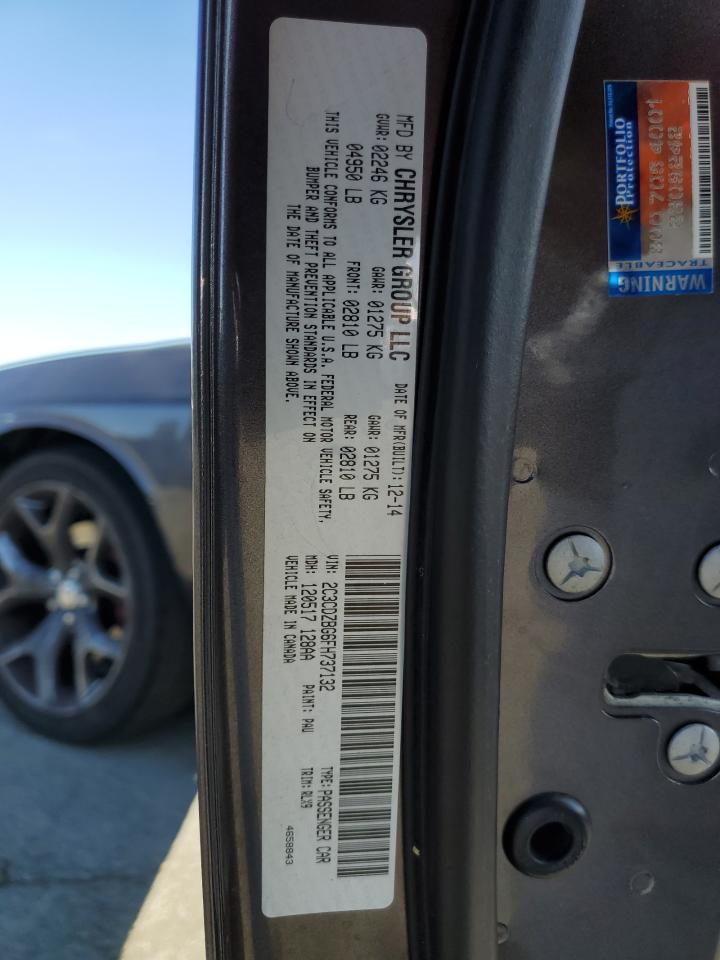 MFD BY CHRYSLER GROUP LLC DATE OF MFR(BUILT): 12-14
GVWR: 02246 KG GAWR: 01275 KG GAWR: 01275 KG
04950 LB FRONT: 02810 LB REAR: 02810 LB
THIS VEHICLE CONFORMS TO ALL APPLICABLE U.S.A. FEDERAL MOTOR VEHICLE SAFETY,
BUMPER AND THEFT PREVENTION STANDARDS IN EFFECT ON
THE DATE OF MANUFACTURE SHOWN ABOVE.
VIN: 2C3CDZBG6FH737132 TYPE: PASSENGER CAR
MDH: 120517 128AA PAINT: PAU TRIM: RLX9
VEHICLE MADE IN CANADA
4658843
WARNING
TRACEABLE
PORTFOLIO
Protection